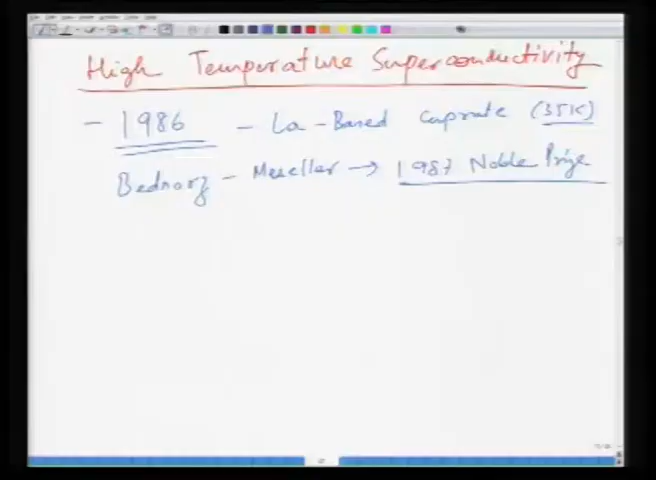 High Temperature Superconductivity
- 1986 - La-Based Cuprate (35K)
Bednorz - Mueller → 1987 Noble Prize